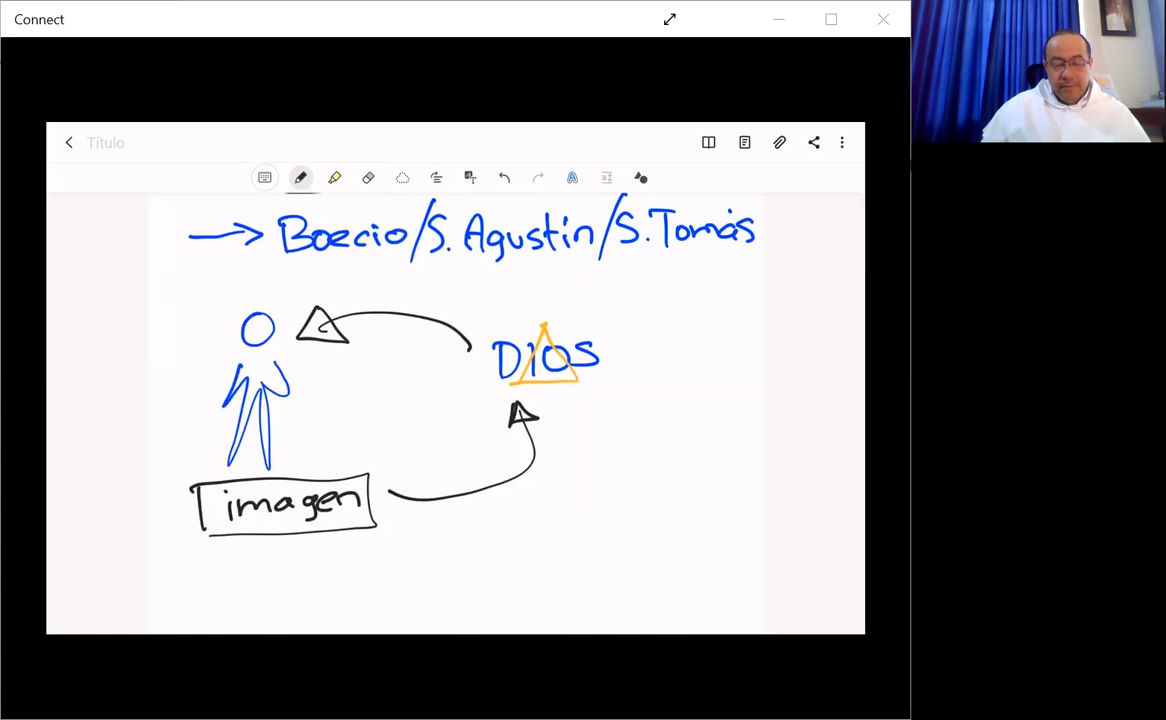 Connect
Título
→ Boecio/S. Agustín/S. Tomás
DIOS
imagen